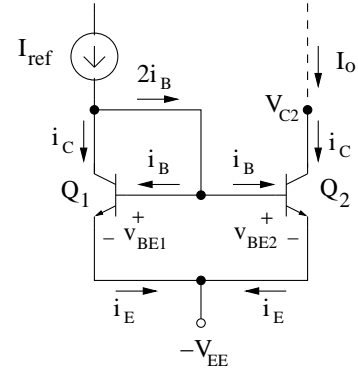 I_ref
2i_B
I_o
V_C2
i_C
i_B
i_B
i_C
Q_1
Q_2
+
v_BE1
–
+
v_BE2
–
i_E
i_E
–V_EE